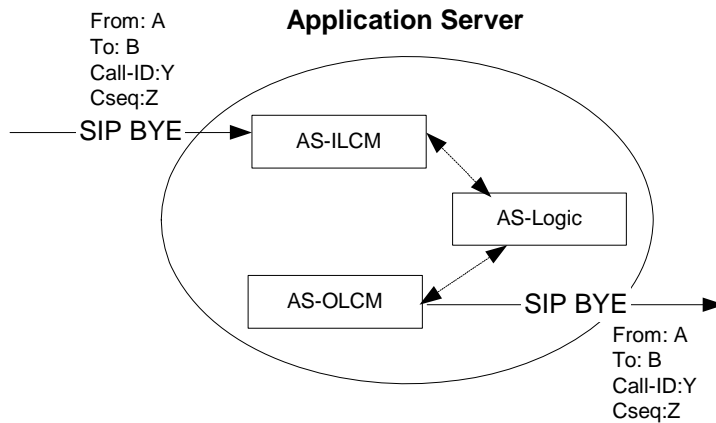 Application Server
From: A
To: B
Call-ID:Y
Cseq:Z
SIP BYE
AS-ILCM
AS-Logic
AS-OLCM
SIP BYE
From: A
To: B
Call-ID:Y
Cseq:Z